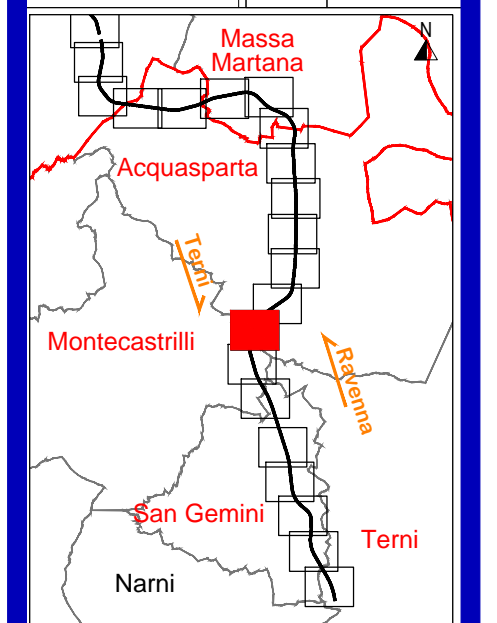 N
Massa
Martana
Acquasparta
Terni
Montecastrilli
Ravenna
San Gemini
Terni
Narni